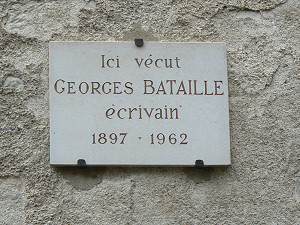 Ici vécut
GEORGES BATAILLE
écrivain
1897 · 1962